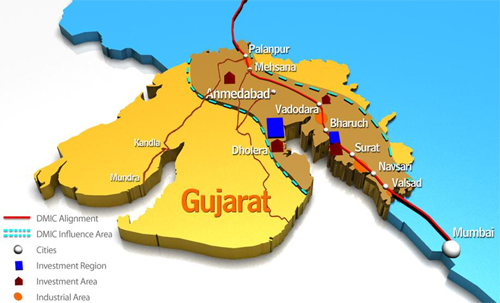 Palanpur
Mehsana
Ahmedabad
Vadodara
Bharuch
Kandla
Dholera
Surat
Mundra
Navsari
Valsad
Gujarat
Mumbai
DMIC Alignment
DMIC Influence Area
Cities
Investment Region
Investment Area
Industrial Area